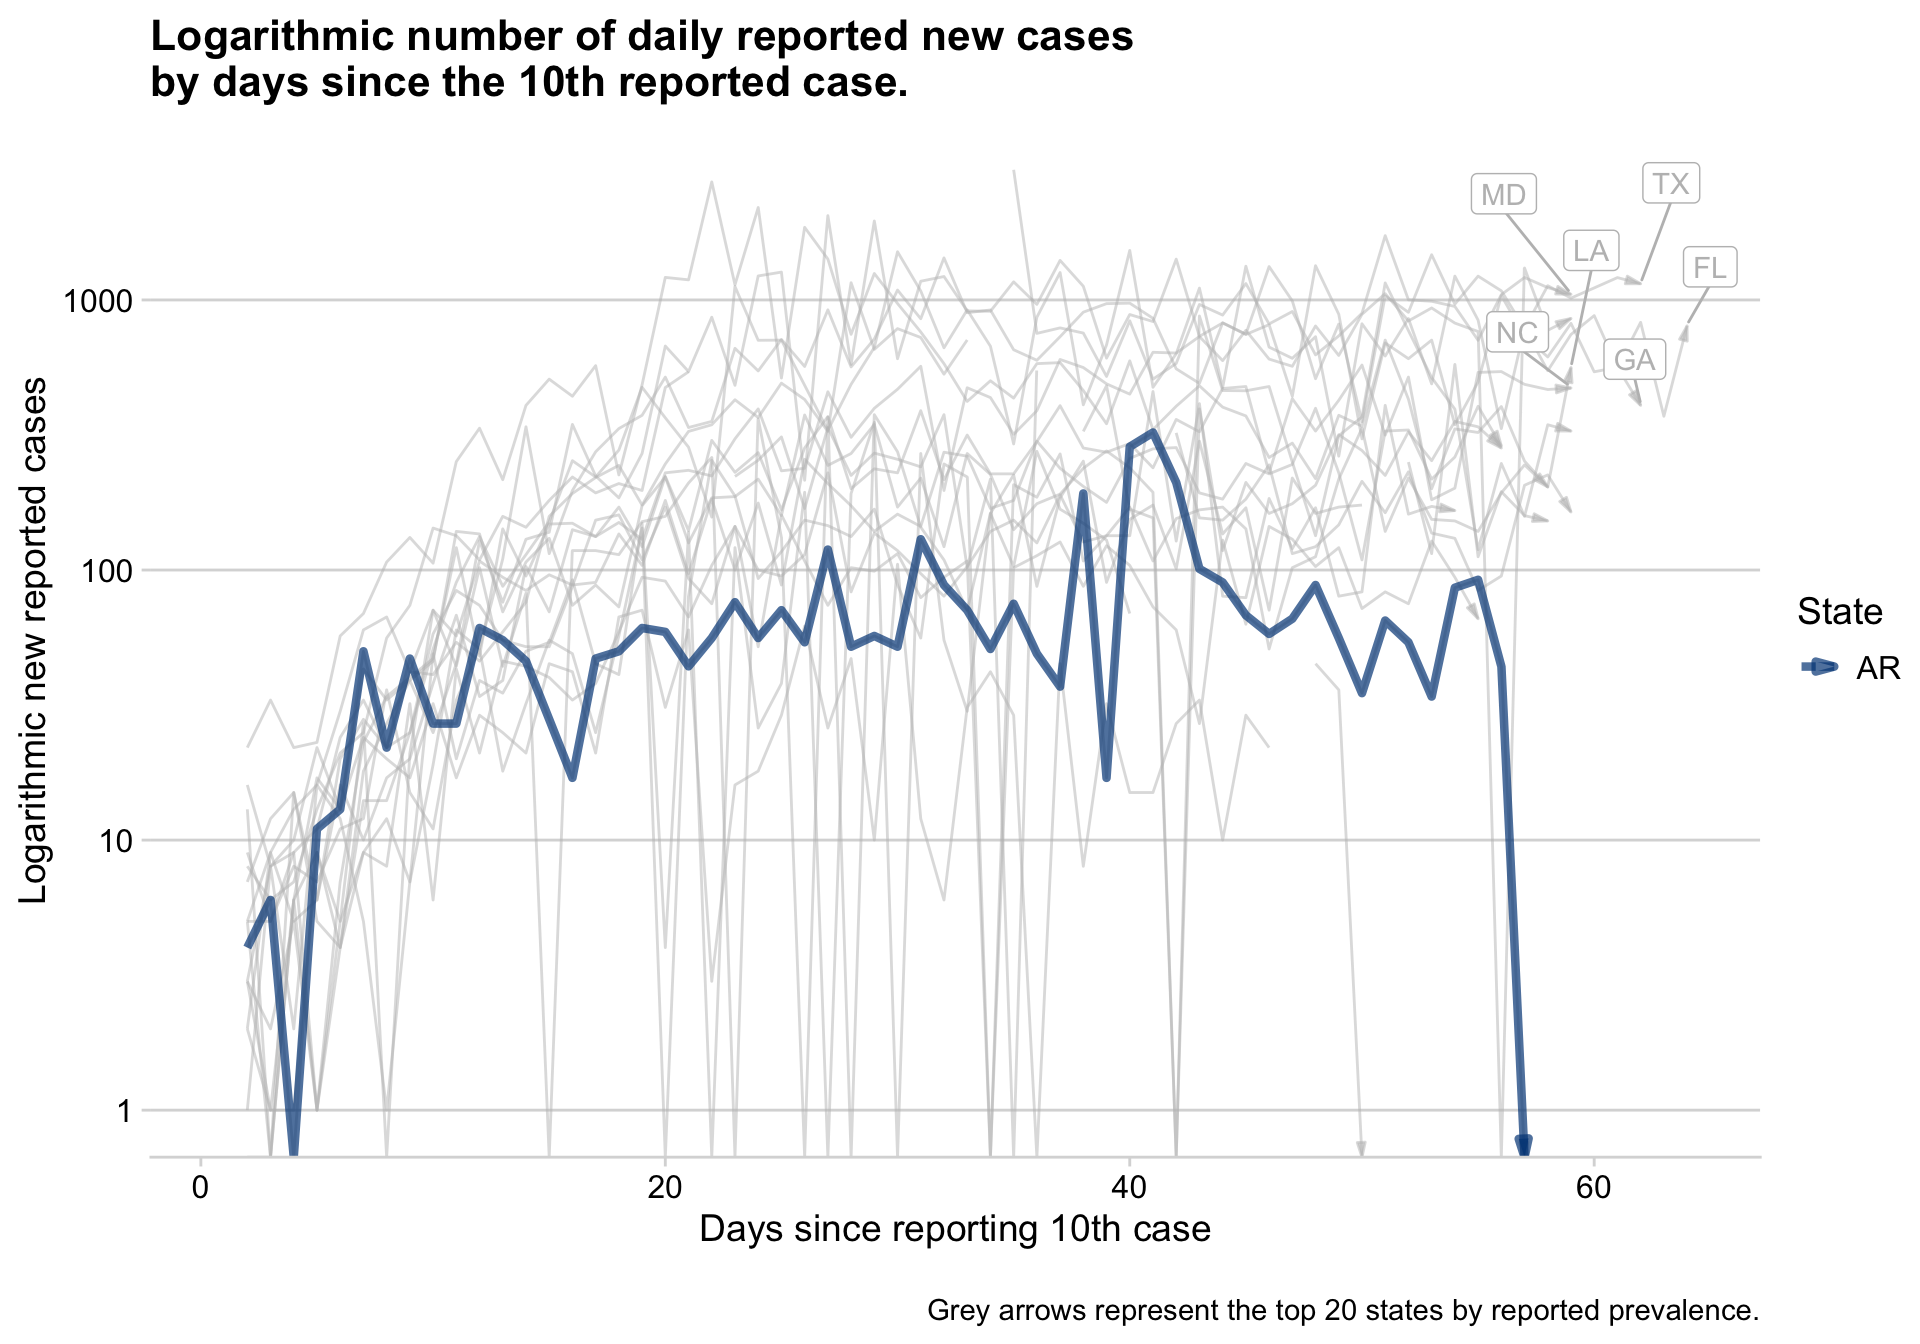 Logarithmic number of daily reported new cases
by days since the 10th reported case.
Logarithmic new reported cases
1000
100
10
1
MD
TX
LA
FL
NC
GA
State
AR
0
20
40
60
Days since reporting 10th case
Grey arrows represent the top 20 states by reported prevalence.